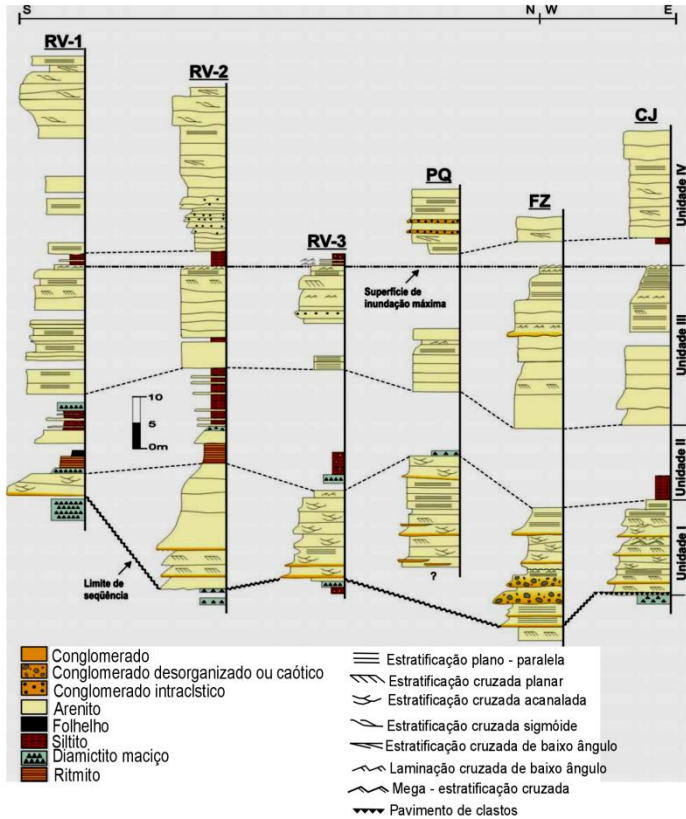 S N W E
RV-1
RV-2
RV-3
PQ
FZ
CJ
Unidade IV
Unidade III
Unidade II
Unidade I
Superfície de
inundação máxima
10
5
0m
Limite de
seqüência
?
Conglomerado
Conglomerado desorganizado ou caótico
Conglomerado intraclstico
Arenito
Folhelho
Siltito
Diamictito maciço
Ritmito
Estratificação plano - paralela
Estratificação cruzada planar
Estratificação cruzada acanalada
Estratificação cruzada sigmóide
Estratificação cruzada de baixo ângulo
Laminação cruzada de baixo ângulo
Mega - estratificação cruzada
Pavimento de clastos